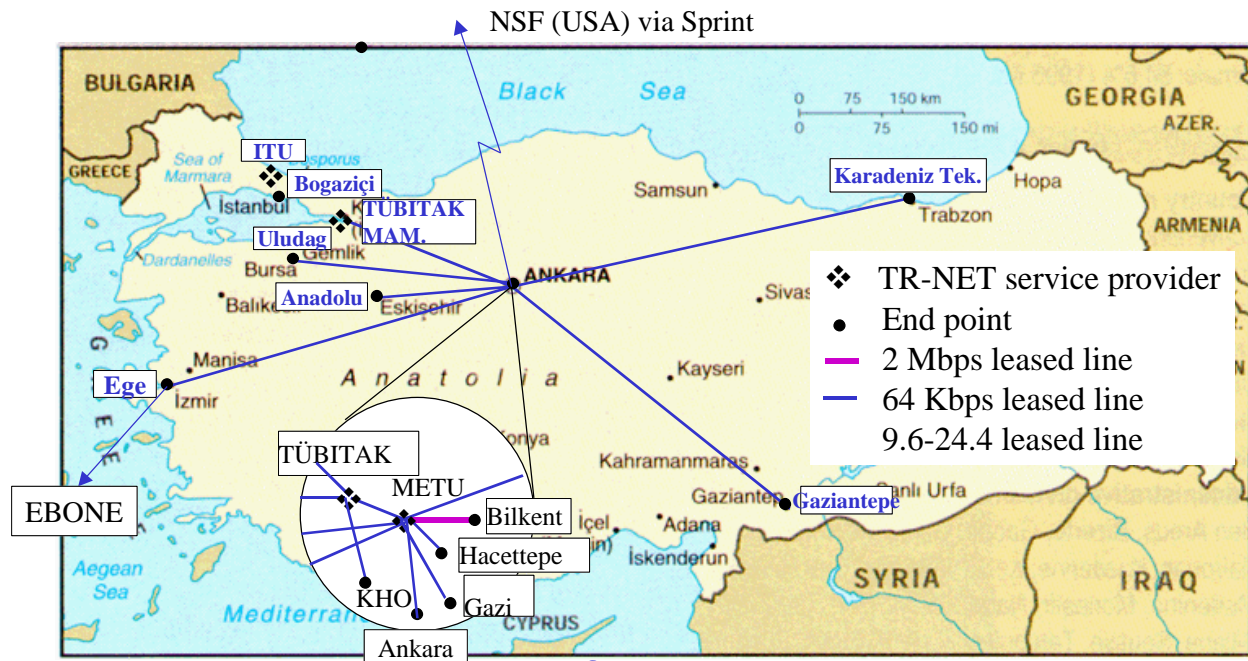 NSF (USA) via Sprint
BULGARIA
Black Sea
0 75 150 km
0 75 150 mi
GEORGIA
AZER.
GREECE
Sea of
Marmara
ITU
Bosporus
Bogaziçi
İstanbul
TÜBITAK
MAM.
Samsun
Karadeniz Tek.
Hopa
Trabzon
ARMENIA
Uludag
Gemlik
Dardanelles
Bursa
ANKARA
Anadolu
Eskişehir
Sivas
TR-NET service provider
End point
2 Mbps leased line
64 Kbps leased line
9.6-24.4 leased line
Manisa
Ege
İzmir
Anatolia
Kayseri
TÜBITAK
METU
Kahramanmaras
Gaziantep
Gaziantepe
EBONE
Bilkent
İçel
Adana
Hacettepe
İskenderun
Aegean
Sea
KHO
Gazi
SYRIA
IRAQ
CYPRUS
Ankara